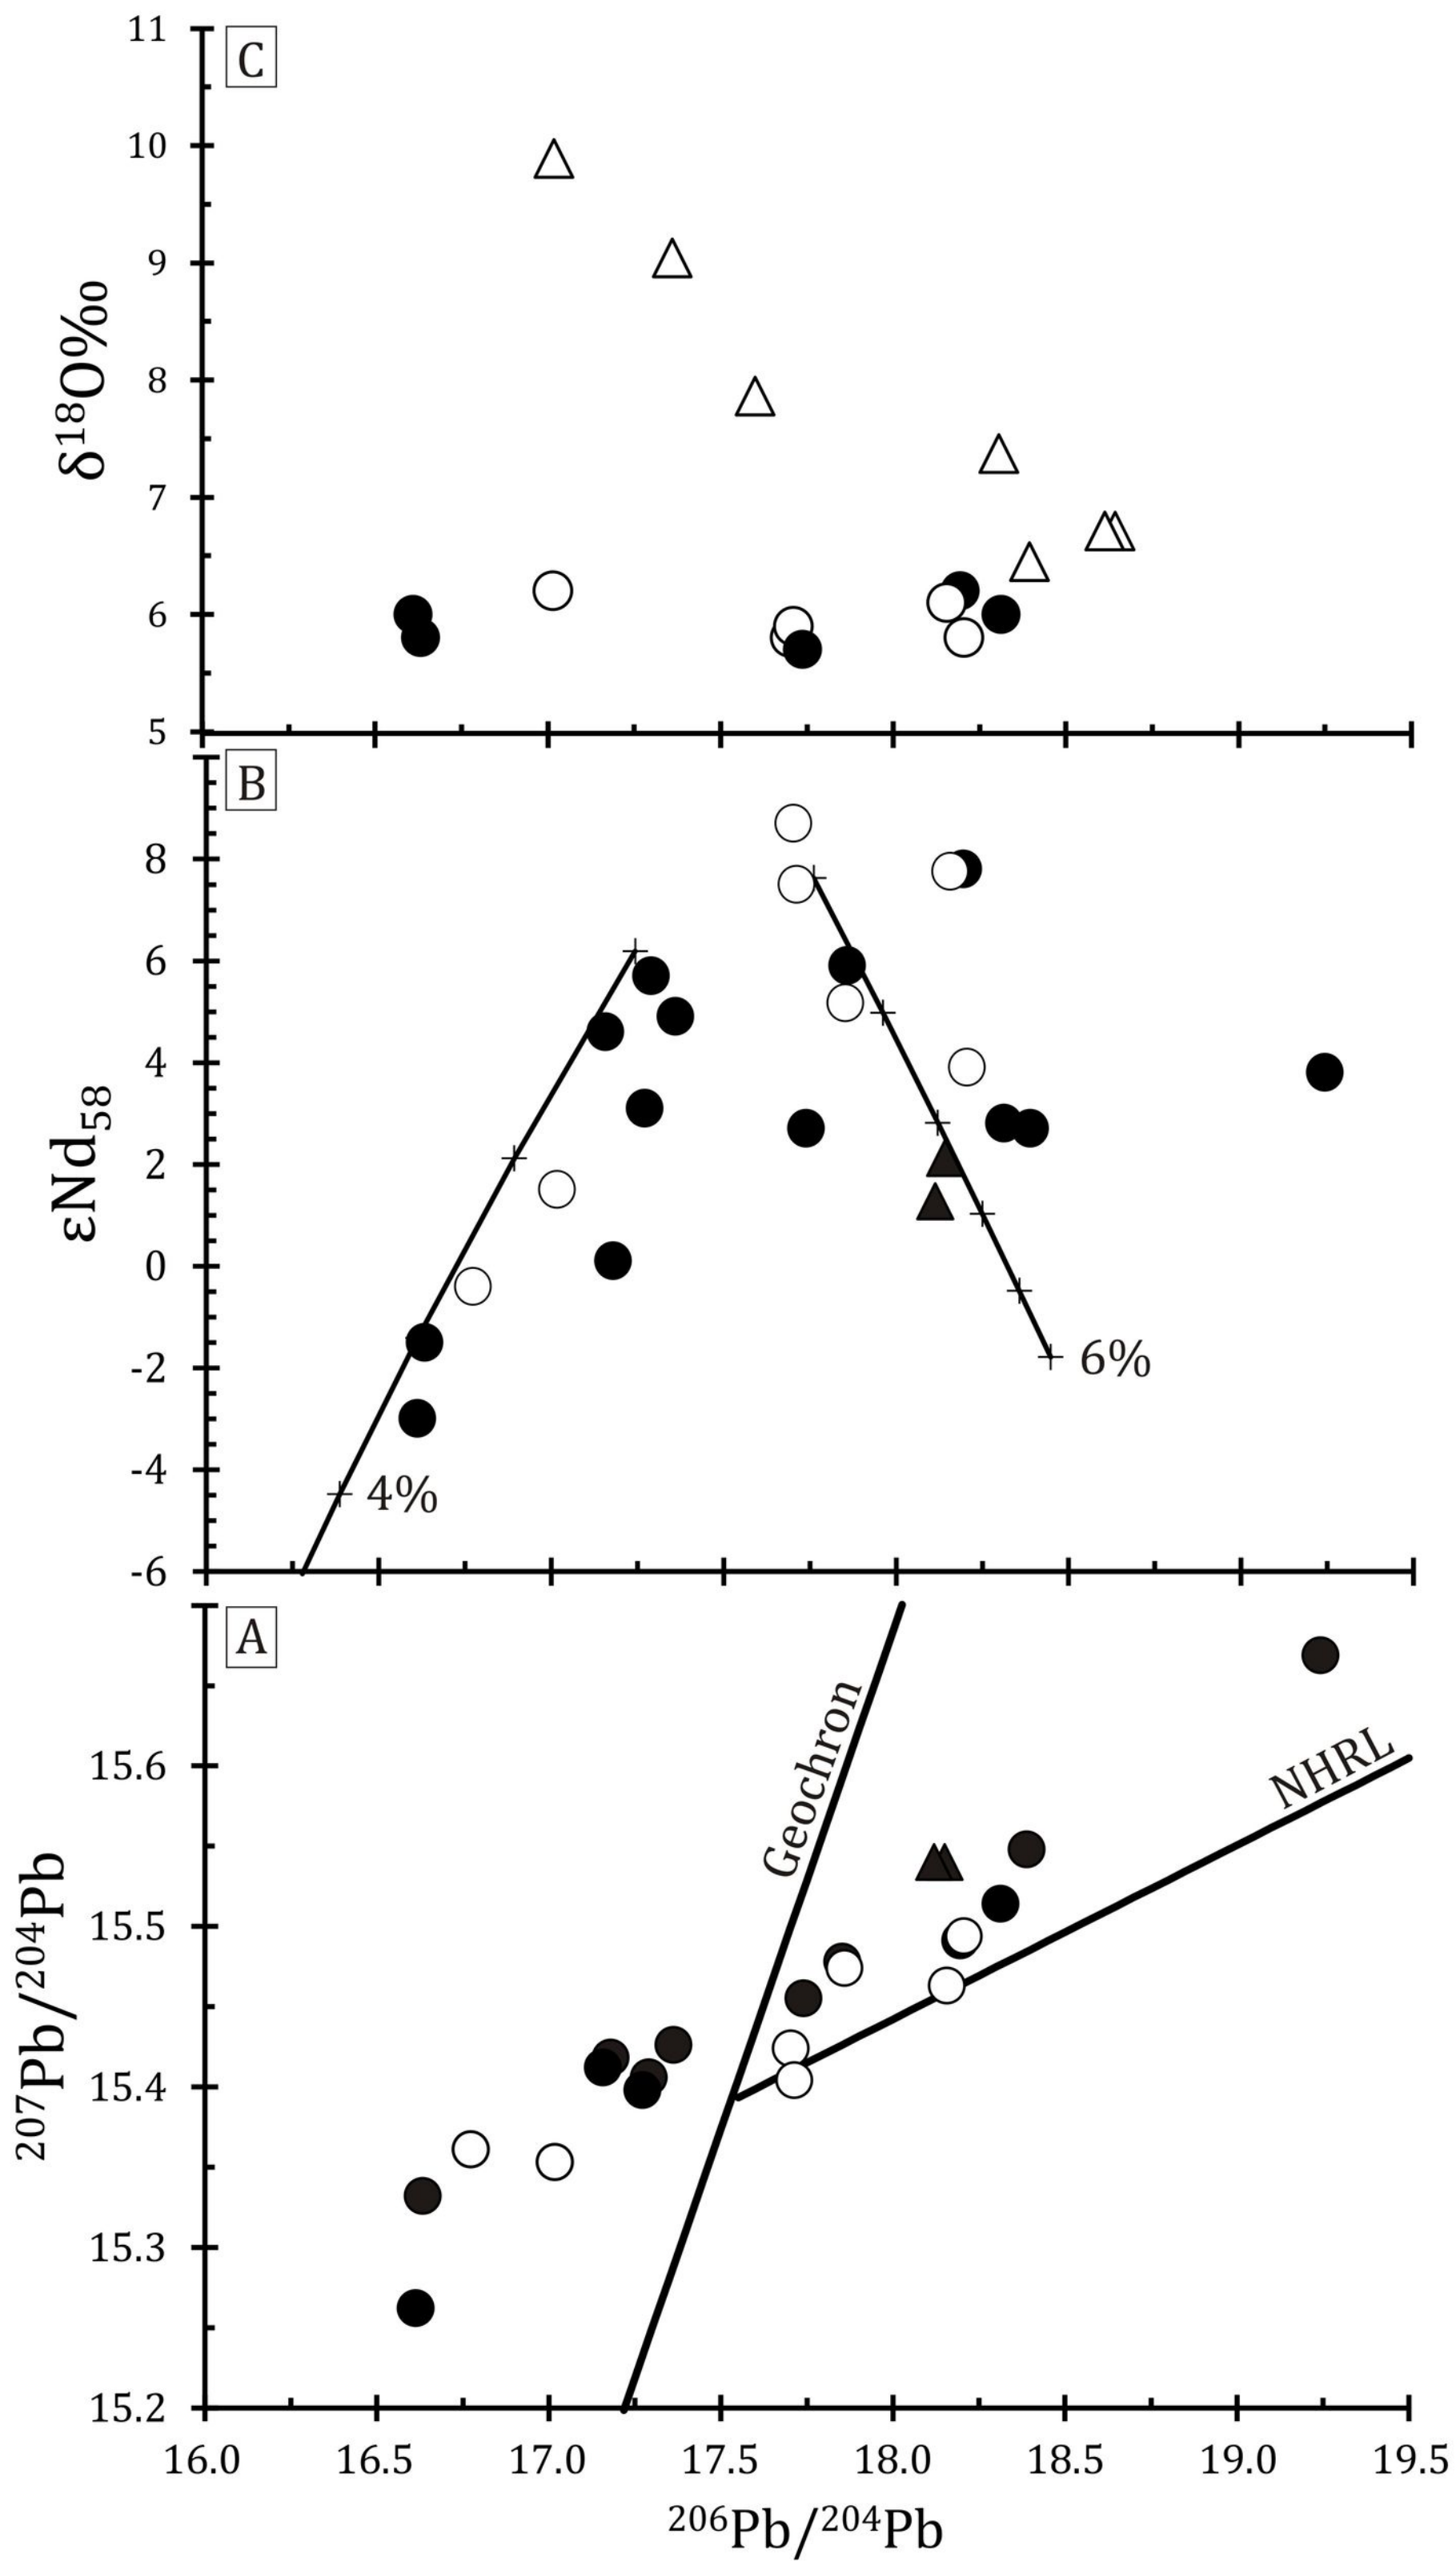 C
11
10
9
8
7
6
5
δ¹⁸O‰
B
8
6
4
2
0
-2
-4
-6
εNd₅₈
4%
6%
A
Geochron
NHRL
15.6
15.5
15.4
15.3
15.2
²⁰⁷Pb/²⁰⁴Pb
16.0 16.5 17.0 17.5 18.0 18.5 19.0 19.5
²⁰⁶Pb/²⁰⁴Pb